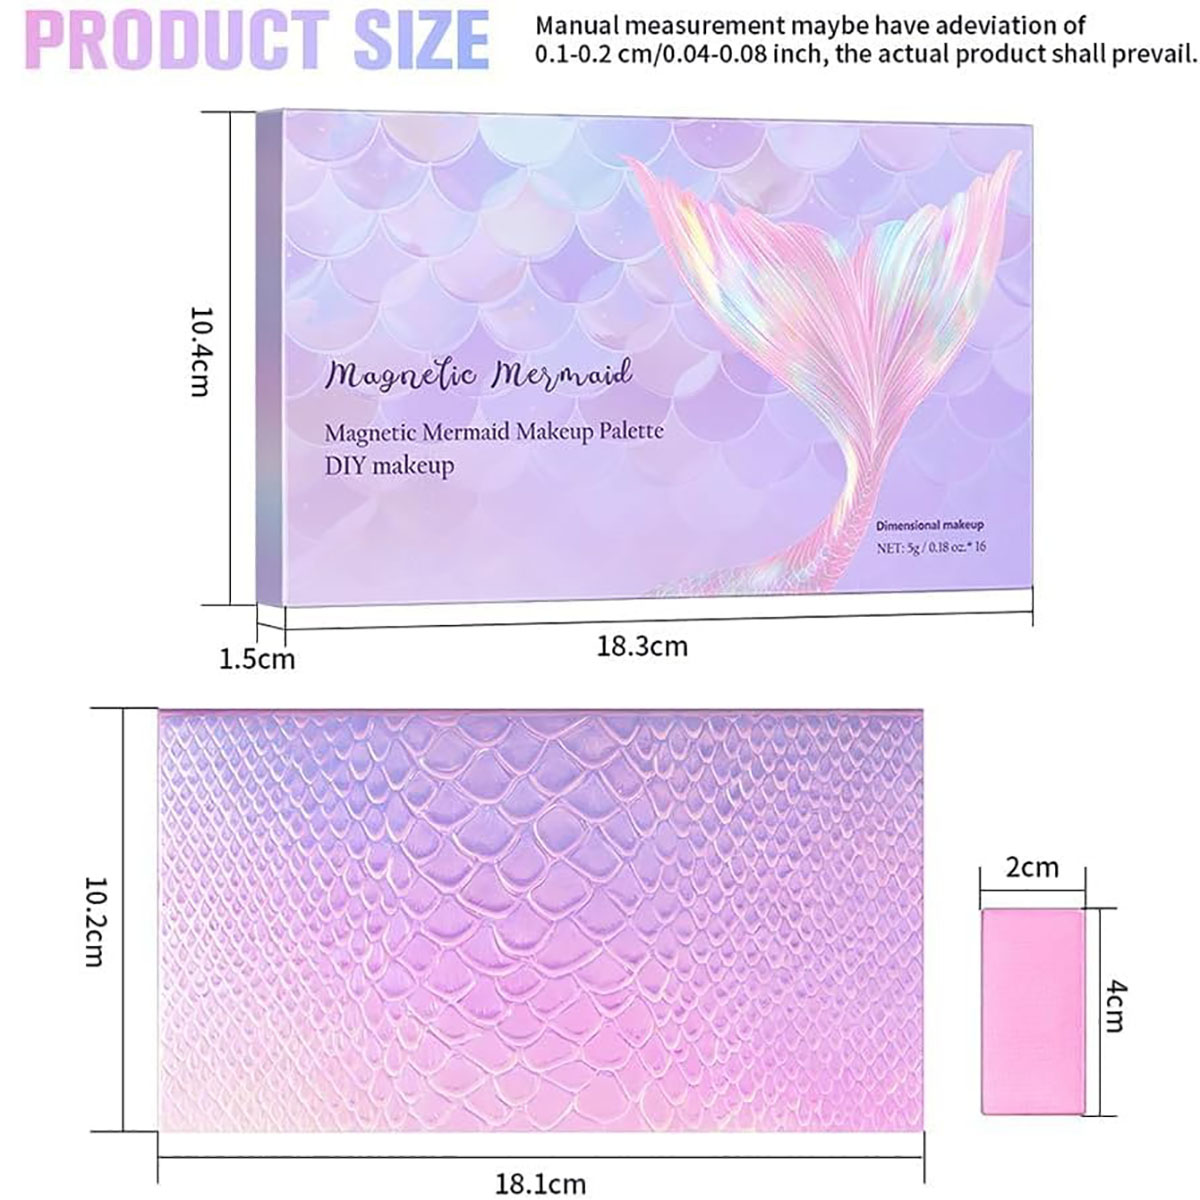 PRODUCT SIZE
Manual measurement maybe have adeviation of
0.1-0.2 cm/0.04-0.08 inch, the actual product shall prevail.
10.4cm
Magnetic Mermaid
Magnetic Mermaid Makeup Palette
DIY makeup
Dimensional makeup
NET: 5g / 0.18 oz.* 16
1.5cm
18.3cm
10.2cm
2cm
4cm
18.1cm